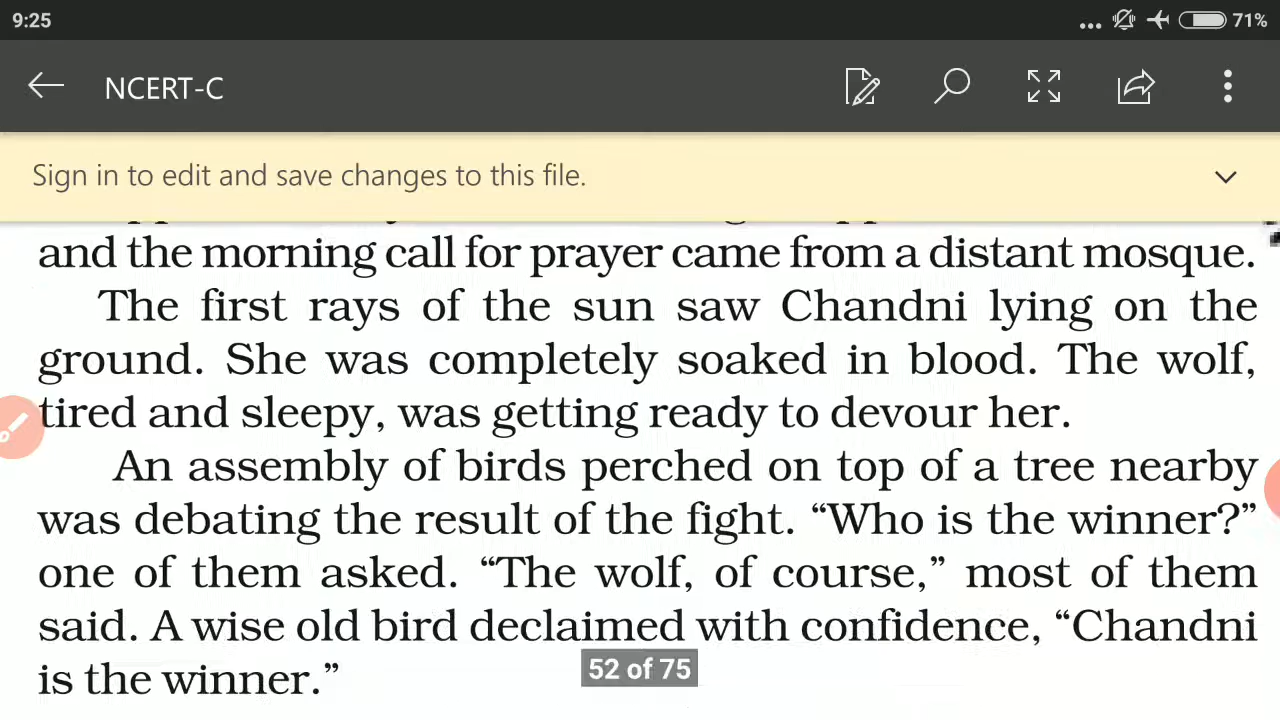 9:25
... 71%
NCERT-C
Sign in to edit and save changes to this file.
and the morning call for prayer came from a distant mosque.
The first rays of the sun saw Chandni lying on the
ground. She was completely soaked in blood. The wolf,
tired and sleepy, was getting ready to devour her.
An assembly of birds perched on top of a tree nearby
was debating the result of the fight. “Who is the winner?”
one of them asked. “The wolf, of course,” most of them
said. A wise old bird declaimed with confidence, “Chandni
is the winner.”
52 of 75